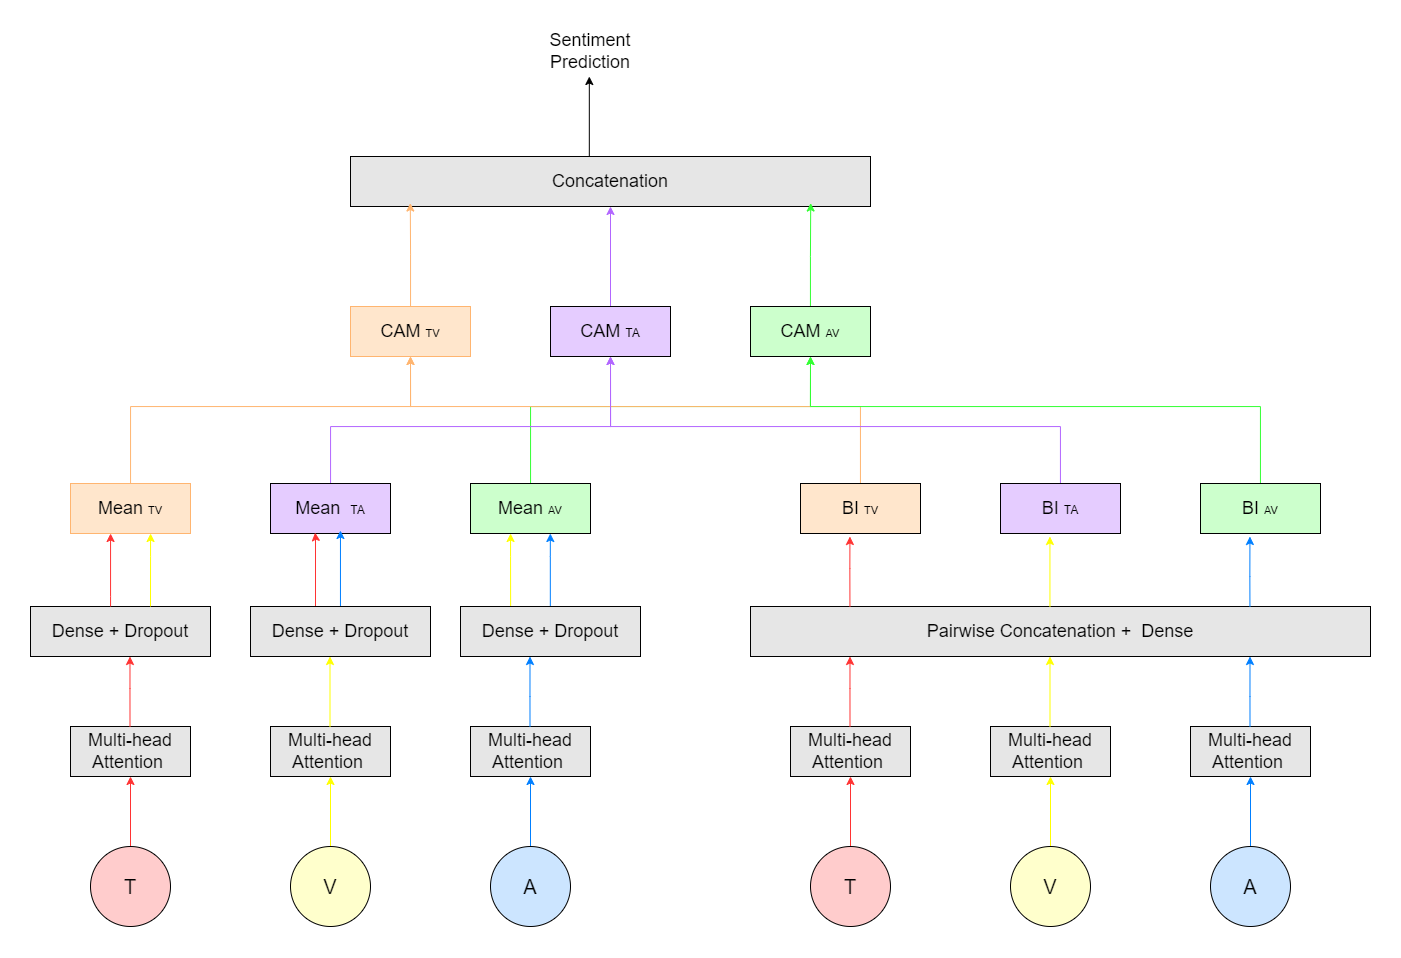 Sentiment
Prediction
Concatenation
CAM TV
CAM TA
CAM AV
Mean TV
Mean TA
Mean AV
BI TV
BI TA
BI AV
Dense + Dropout
Dense + Dropout
Dense + Dropout
Pairwise Concatenation + Dense
Multi-head
Attention
Multi-head
Attention
Multi-head
Attention
Multi-head
Attention
Multi-head
Attention
Multi-head
Attention
T
V
A
T
V
A